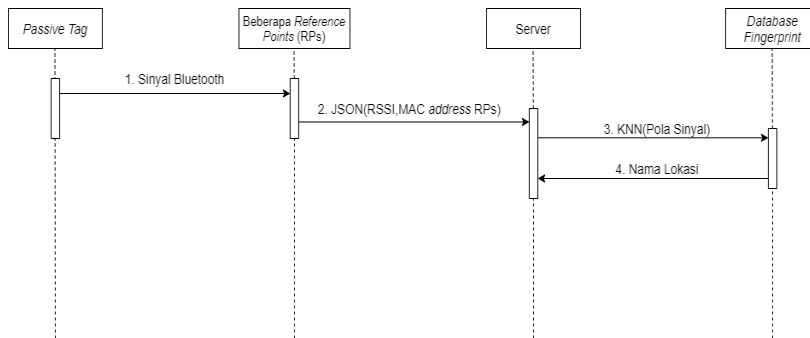 Passive Tag
Beberapa Reference
Points (RPs)
Server
Database
Fingerprint
1. Sinyal Bluetooth
2. JSON(RSSI,MAC address RPs)
3. KNN(Pola Sinyal)
4. Nama Lokasi